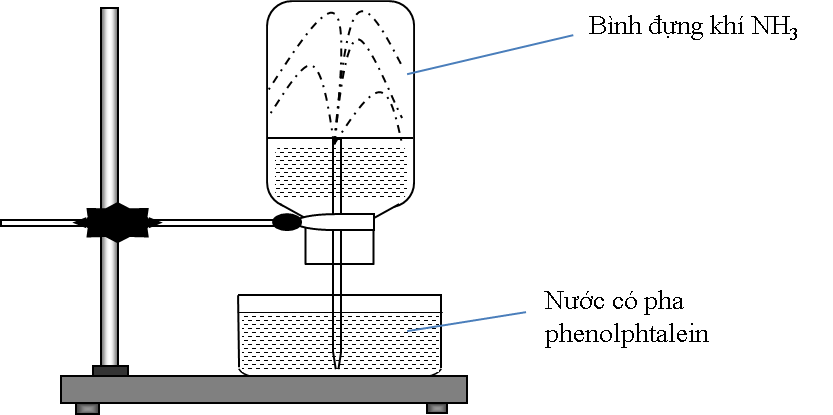 Bình đựng khí NH₃
Nước có pha
phenolphtalein